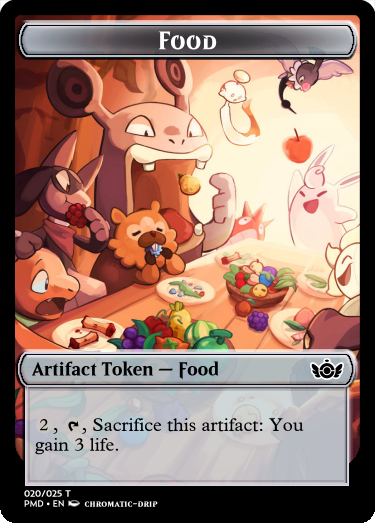 Food
Artifact Token — Food
2, , Sacrifice this artifact: You
gain 3 life.
020/025 T
PMD • EN CHROMATIC-DRIP